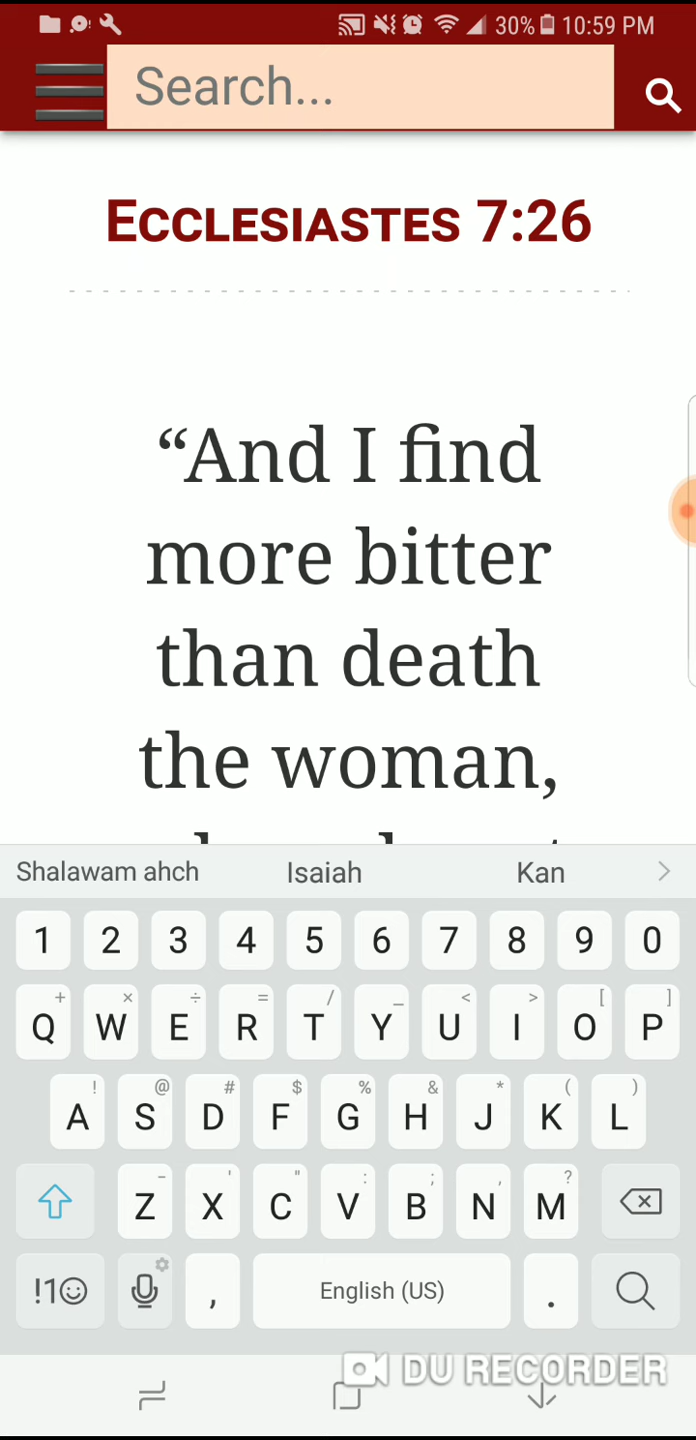 30% 10:59 PM
Search...
ECCLESIASTES 7:26
“And I find
more bitter
than death
the woman,
Shalawam ahch Isaiah Kan >
1 2 3 4 5 6 7 8 9 0
+ × ÷ = / _ < > [ ]
Q W E R T Y U I O P
! @ # $ % & * ( )
A S D F G H J K L
- ' " : ; , ?
Z X C V B N M
!1☺ , English (US) .
DU RECORDER